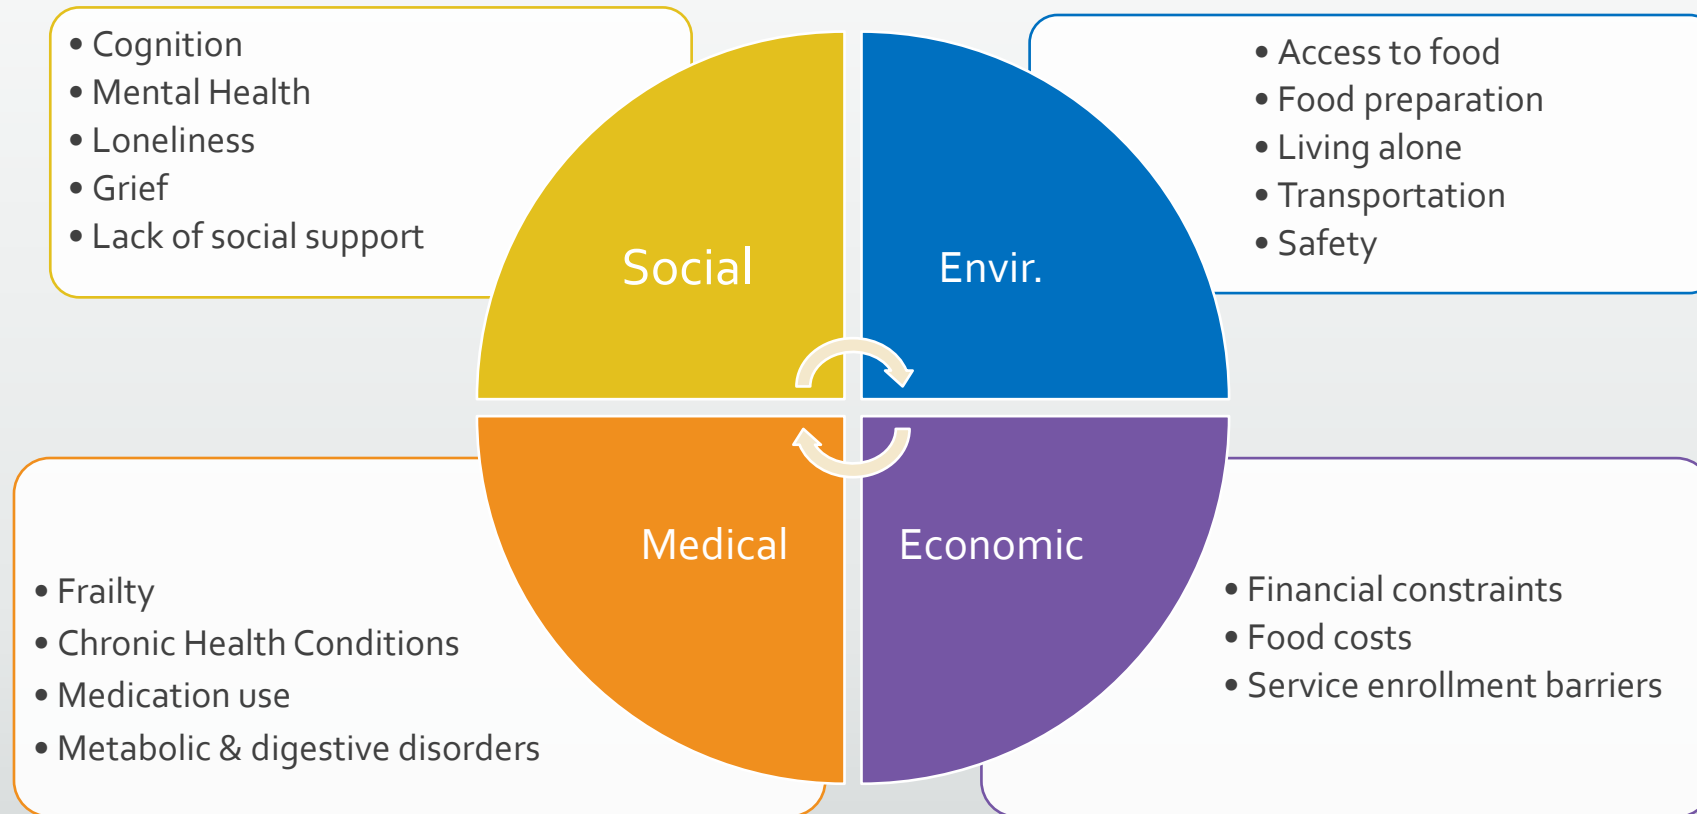 • Cognition
• Mental Health
• Loneliness
• Grief
• Lack of social support
Social
Envir.
• Access to food
• Food preparation
• Living alone
• Transportation
• Safety
Medical
Economic
• Frailty
• Chronic Health Conditions
• Medication use
• Metabolic & digestive disorders
• Financial constraints
• Food costs
• Service enrollment barriers